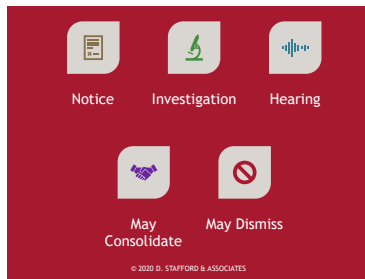 Notice Investigation Hearing
May May Dismiss
Consolidate
© 2020 D. STAFFORD & ASSOCIATES